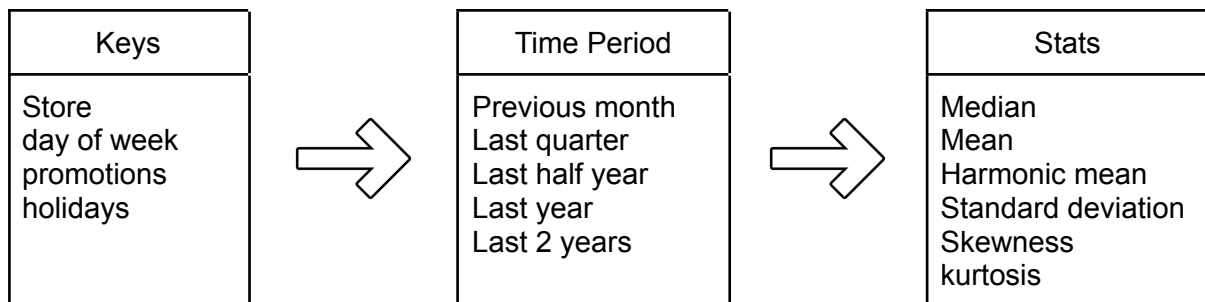 Keys
Store
day of week
promotions
holidays
Time Period
Previous month
Last quarter
Last half year
Last year
Last 2 years
Stats
Median
Mean
Harmonic mean
Standard deviation
Skewness
kurtosis